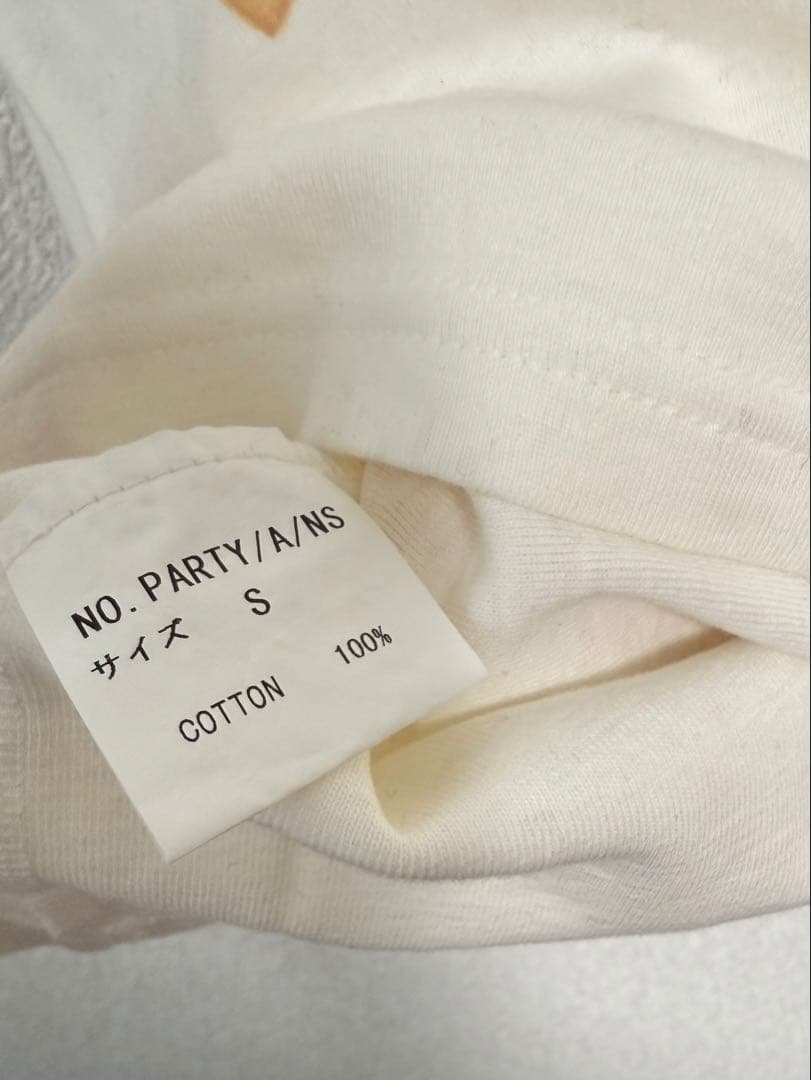 NO. PARTY/A/NS
サイズ S
COTTON 100%